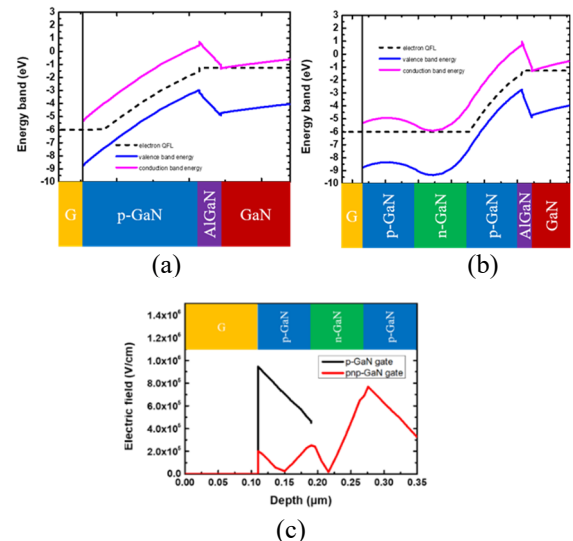 (a)
Energy band (eV)
3
2
1
0
-1
-2
-3
-4
-5
-6
-7
-8
-9
-10
electron QFL
valence band energy
conduction band energy
G
p-GaN
AlGaN
GaN
(a)
(b)
Energy band (eV)
3
2
1
0
-1
-2
-3
-4
-5
-6
-7
-8
-9
-10
electron QFL
valence band energy
conduction band energy
G
p-GaN
n-GaN
p-GaN
AlGaN
GaN
(b)
Electric field (V/cm)
1.4x10⁶
1.2x10⁶
1.0x10⁶
8.0x10⁵
6.0x10⁵
4.0x10⁵
2.0x10⁵
0.0
G
p-GaN
n-GaN
p-GaN
p-GaN gate
pnp-GaN gate
0.00 0.05 0.10 0.15 0.20 0.25 0.30 0.35
Depth (μm)
(c)